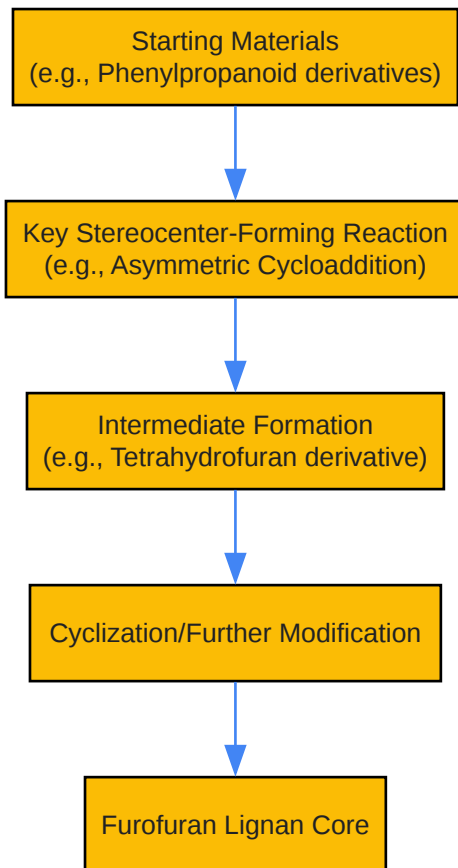 Starting Materials
(e.g., Phenylpropanoid derivatives)
Key Stereocenter-Forming Reaction
(e.g., Asymmetric Cycloaddition)
Intermediate Formation
(e.g., Tetrahydrofuran derivative)
Cyclization/Further Modification
Furofuran Lignan Core